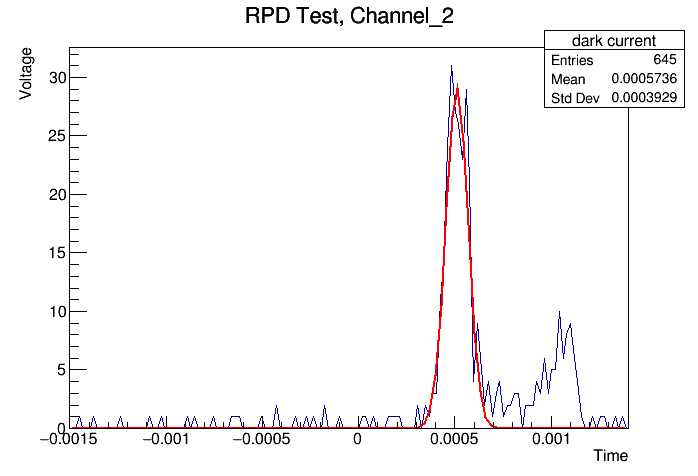 RPD Test, Channel_2
dark current
Entries 645
Mean 0.0005736
Std Dev 0.0003929
Voltage
30
25
20
15
10
5
0
−0.0015 −0.001 −0.0005 0 0.0005 0.001
Time